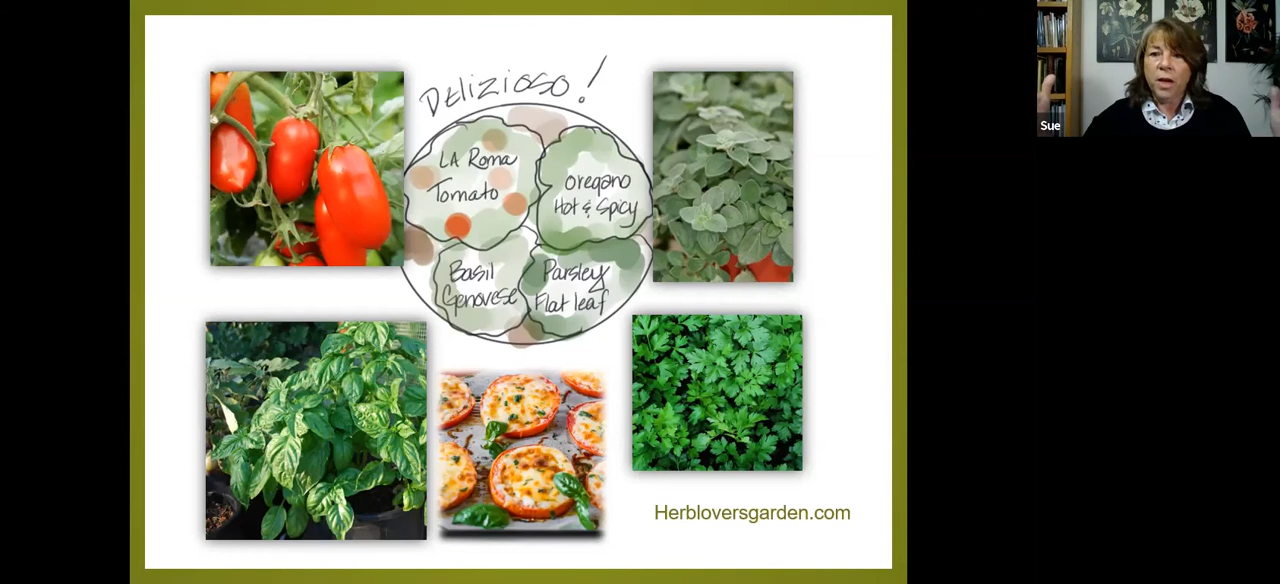 Delizioso!
LA Roma
Tomato
oregano
Hot & Spicy
Basil
Genovese
Parsley
Flat leaf
Herbloversgarden.com
Sue